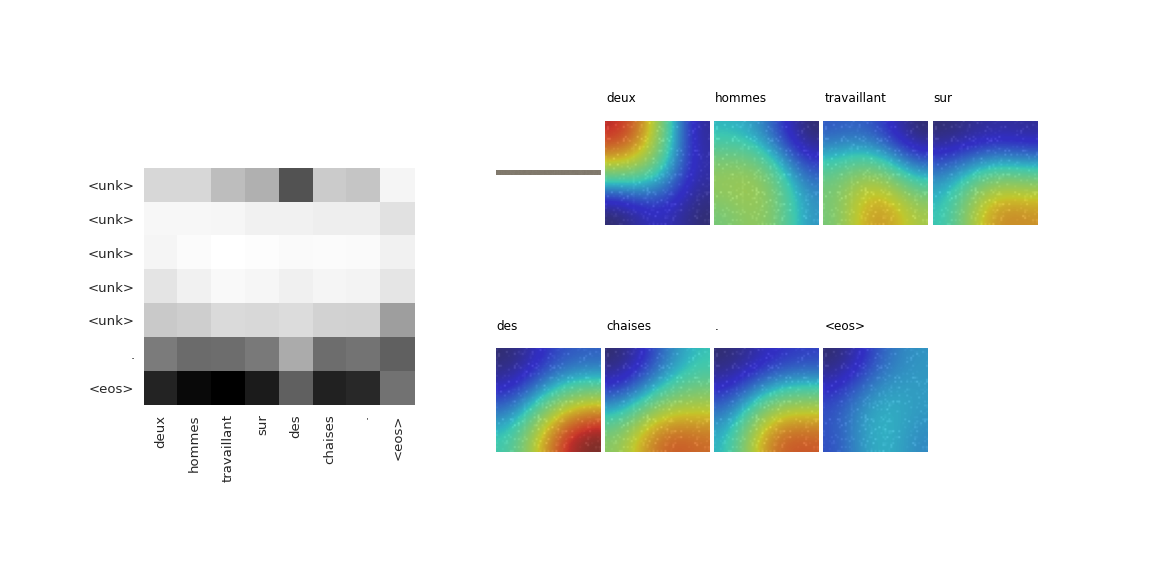 <unk>
<unk>
<unk>
<unk>
<unk>
.
<eos>
deux hommes travaillant sur des chaises . <eos>
deux hommes travaillant sur
des chaises . <eos>